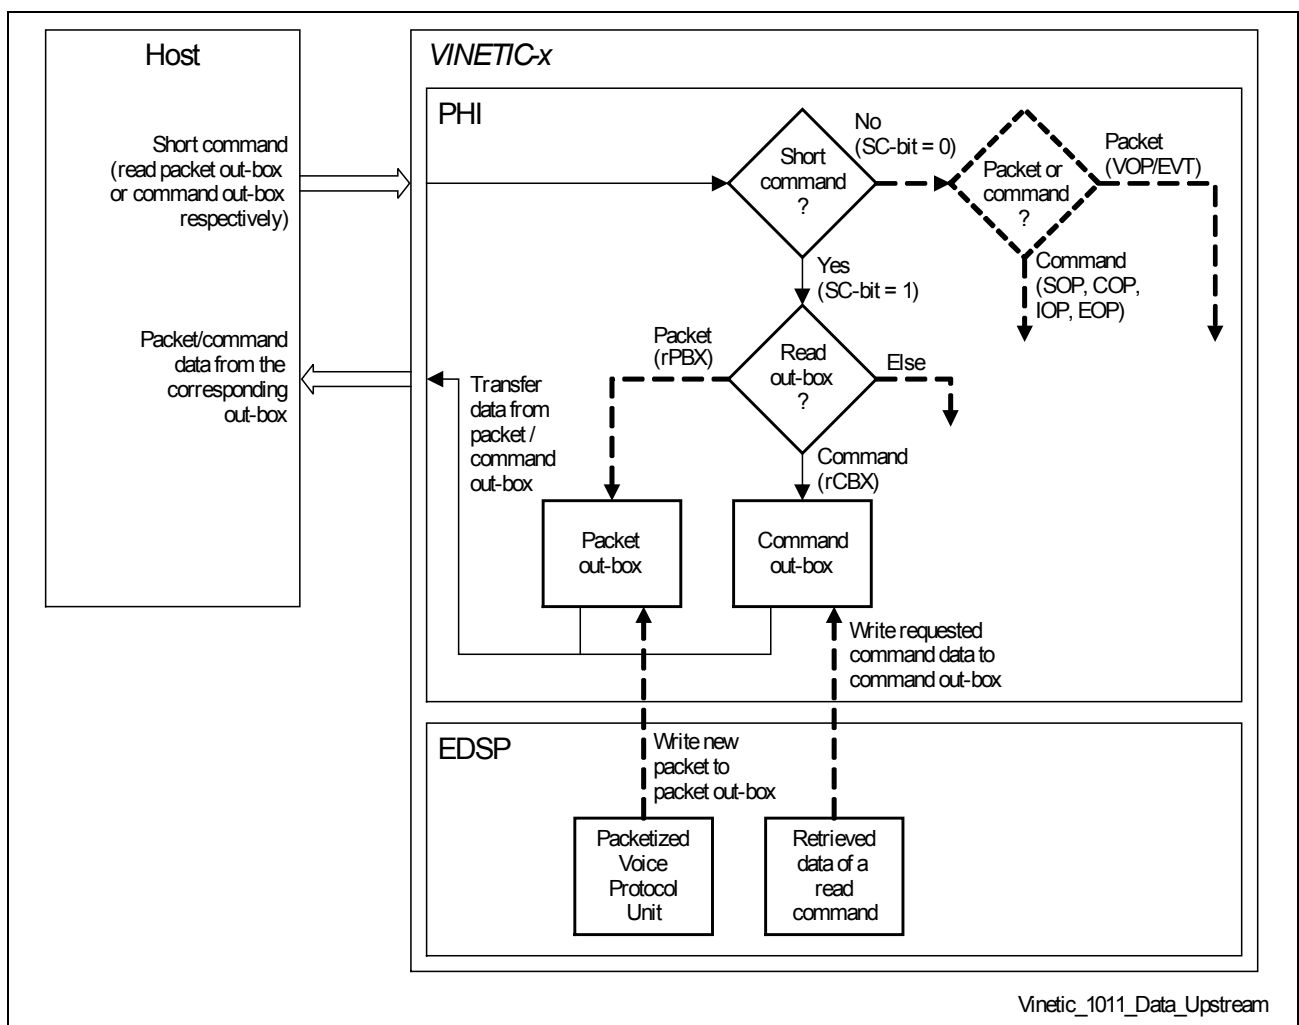 Host
VINETIC-x
PHI
Short command
(read packet out-box
or command out-box
respectively)
No
(SC-bit = 0)
Packet
(VOP/EVT)
Short
command
?
Packet or
command
?
Yes
(SC-bit = 1)
Command
(SOP, COP,
IOP, EOP)
Packet/command
data from the
corresponding
out-box
Packet
(rPBX)
Read
out-box
?
Else
Transfer
data from
packet /
command
out-box
Command
(rCBX)
Packet
out-box
Command
out-box
Write requested
command data to
command out-box
EDSP
Write new
packet to
packet out-box
Packetized
Voice
Protocol
Unit
Retrieved
data of a
read
command
Vinetic_1011_Data_Upstream